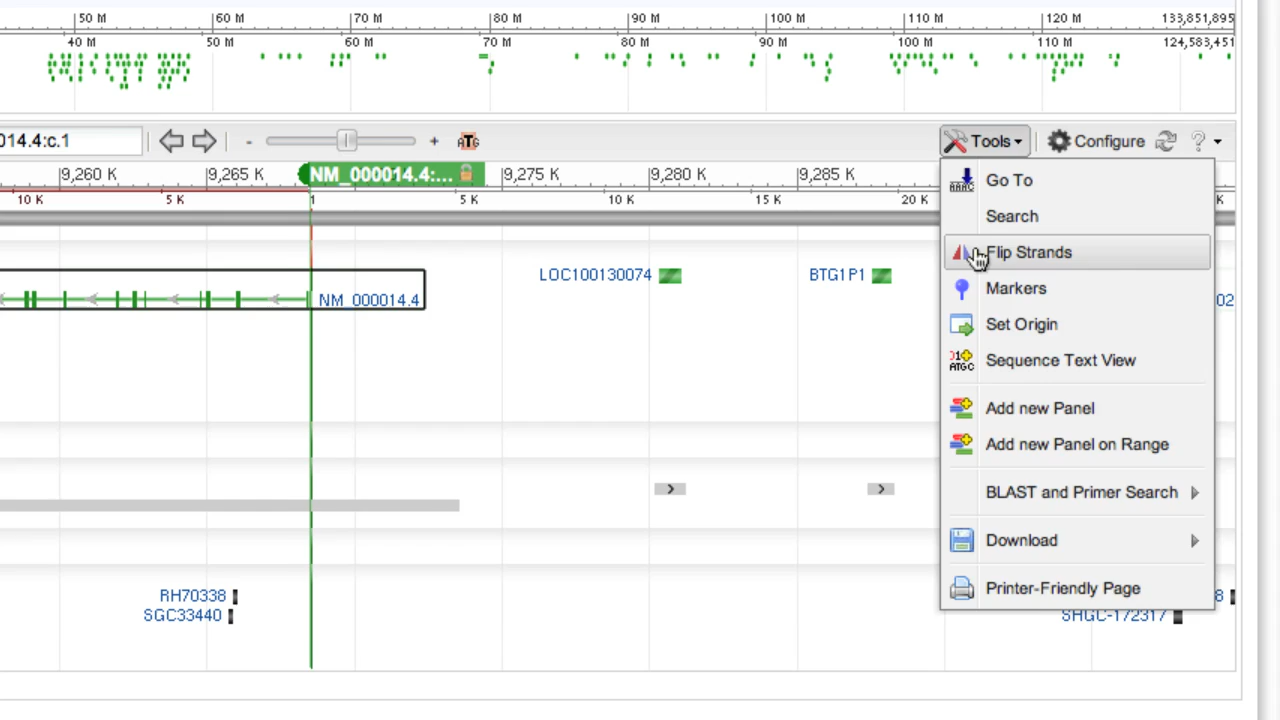 50 M 60 M 70 M 80 M 90 M 100 M 110 M 120 M 133,851,895
40 M 50 M 60 M 70 M 80 M 90 M 100 M 110 M 124,583,451
014.4:c.1 - + ATG Tools Configure ?
9,260 K 9,265 K NM_000014.4:... 9,275 K 9,280 K 9,285 K
10 K 5 K 1 5 K 10 K 15 K 20 K K
Go To
Search
Flip Strands
Markers
Set Origin
Sequence Text View
Add new Panel
Add new Panel on Range
BLAST and Primer Search
Download
Printer-Friendly Page
LOC100130074 BTG1P1
NM_000014.4 02
RH70338 8
SGC33440 SHGC-172317